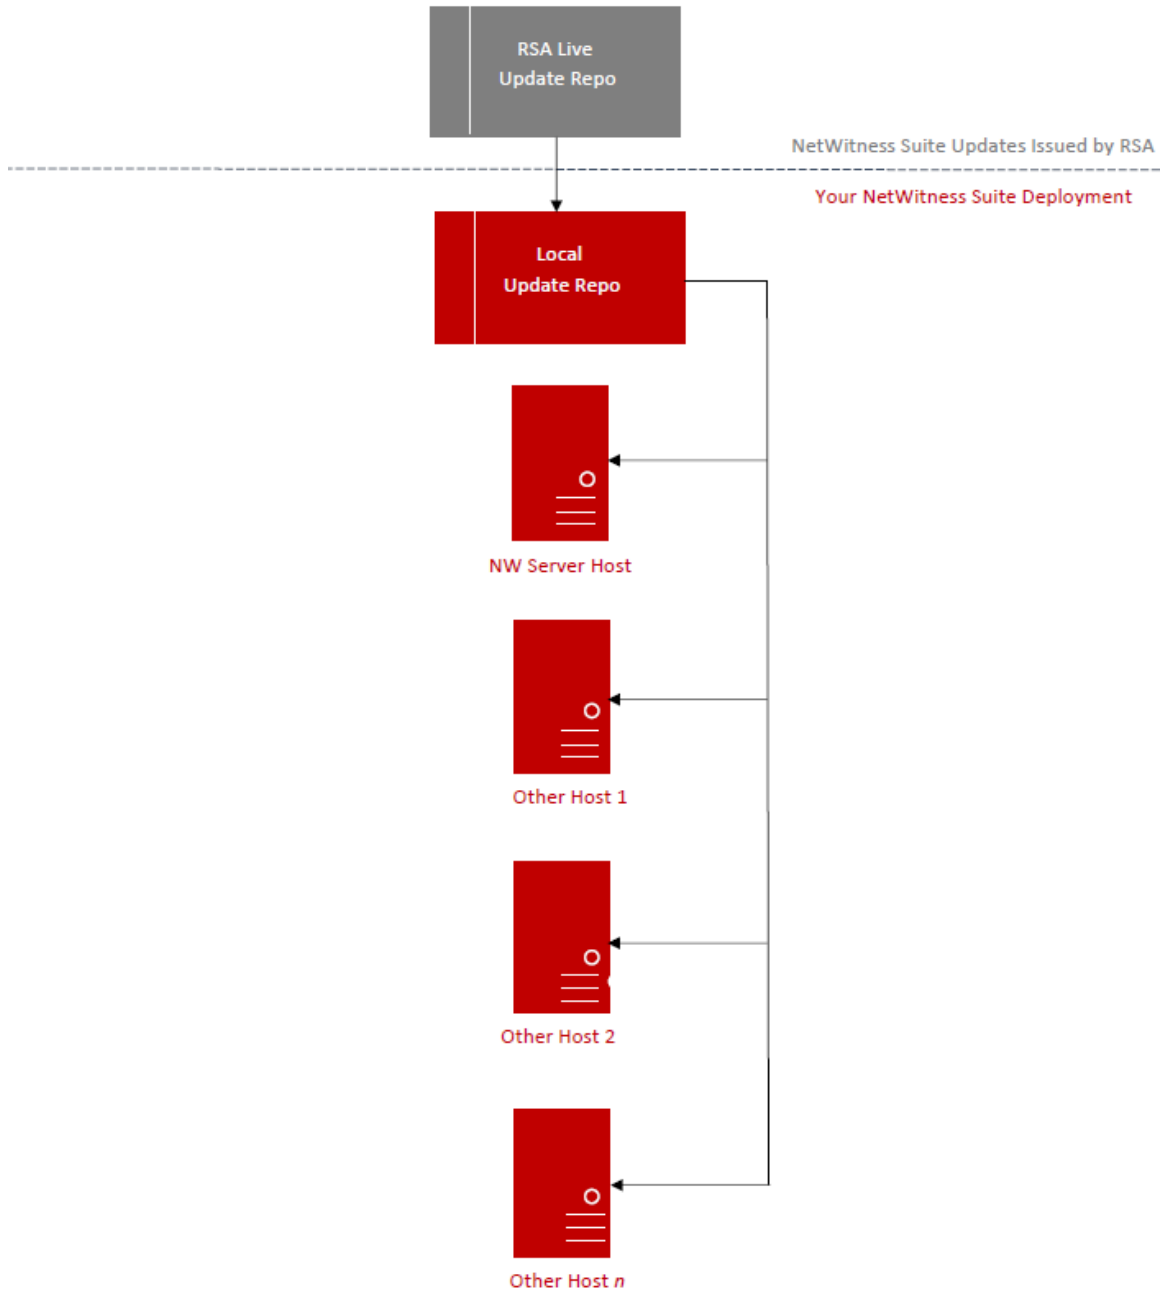 RSA Live
Update Repo
NetWitness Suite Updates Issued by RSA
Your NetWitness Suite Deployment
Local
Update Repo
NW Server Host
Other Host 1
Other Host 2
Other Host n